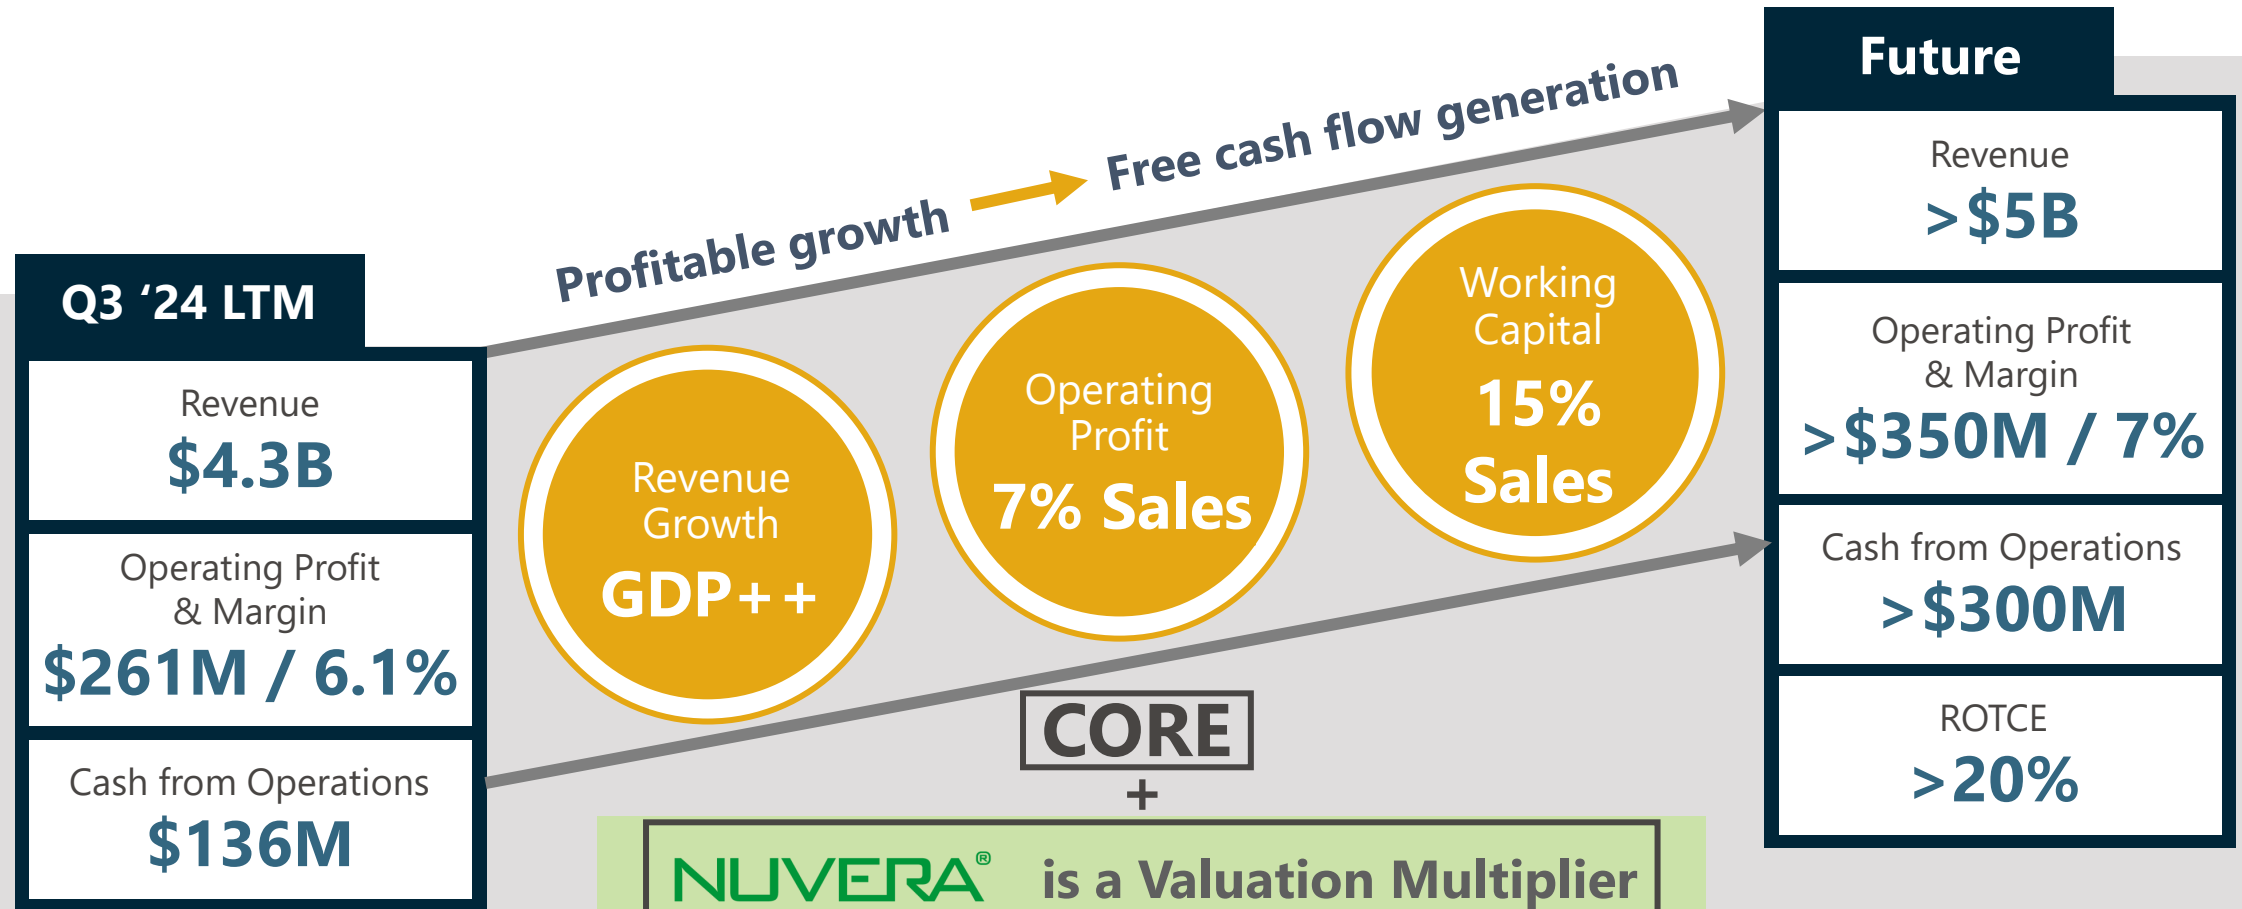 Future
Profitable growth
Free cash flow generation
Q3 ‘24 LTM
Revenue
$4.3B
Operating Profit
& Margin
$261M / 6.1%
Cash from Operations
$136M
Revenue
Growth
GDP++
Operating
Profit
7% Sales
Working
Capital
15%
Sales
CORE
+
NUVERA® is a Valuation Multiplier
Revenue
>$5B
Operating Profit
& Margin
>$350M / 7%
Cash from Operations
>$300M
ROTCE
>20%